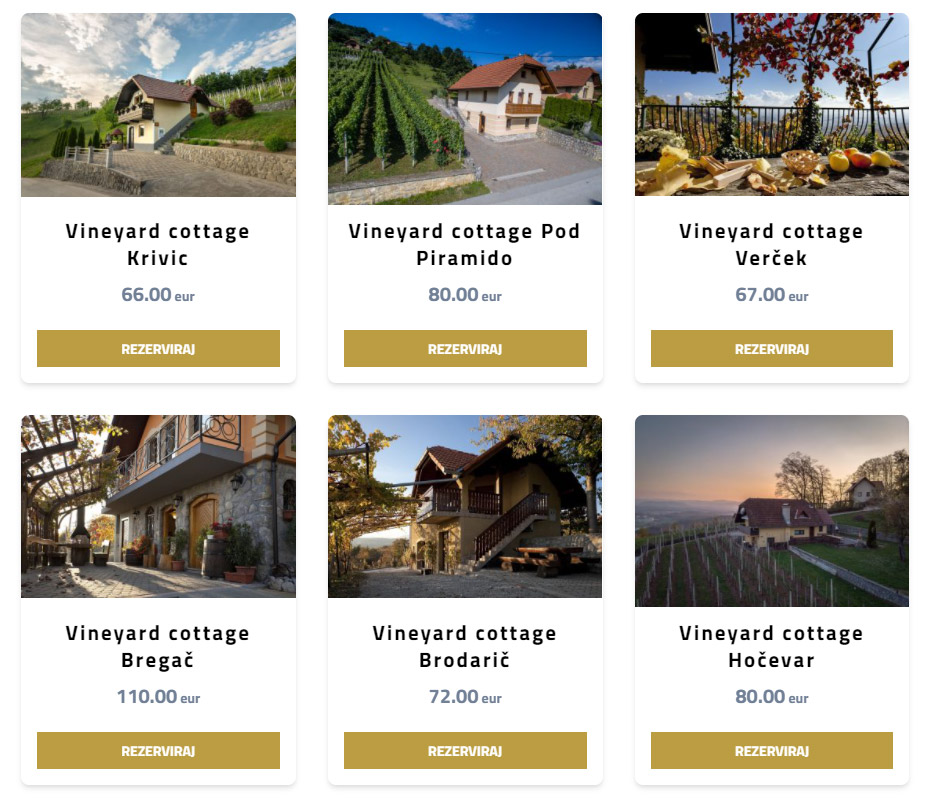 Vineyard cottage
Krivic
66.00 eur
REZERVIRAJ
Vineyard cottage Pod
Piramido
80.00 eur
REZERVIRAJ
Vineyard cottage
Verček
67.00 eur
REZERVIRAJ
Vineyard cottage
Bregač
110.00 eur
REZERVIRAJ
Vineyard cottage
Brodarič
72.00 eur
REZERVIRAJ
Vineyard cottage
Hočevar
80.00 eur
REZERVIRAJ